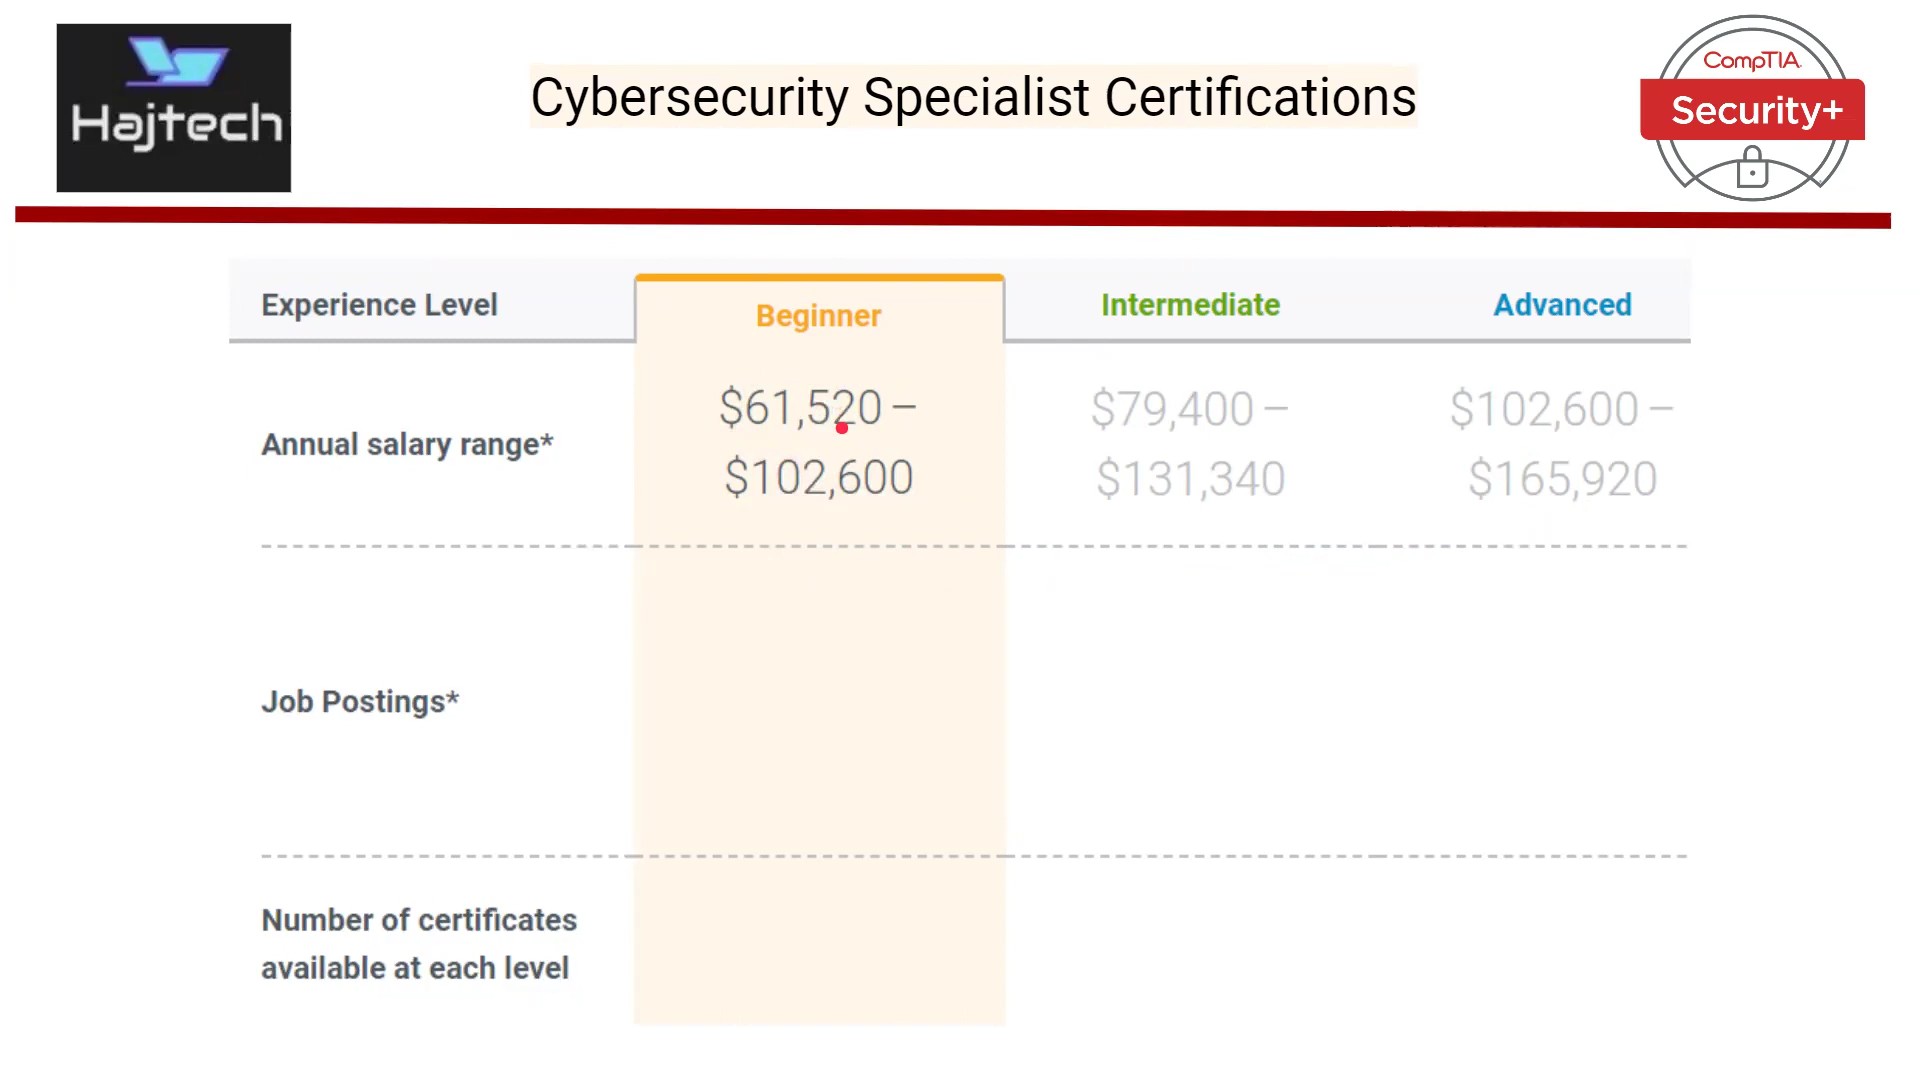 Hajtech
Cybersecurity Specialist Certifications
CompTIA.
Security+
Experience Level
Beginner
Intermediate
Advanced
Annual salary range*
$61,520 –
$102,600
$79,400 –
$131,340
$102,600 –
$165,920
Job Postings*
Number of certificates
available at each level